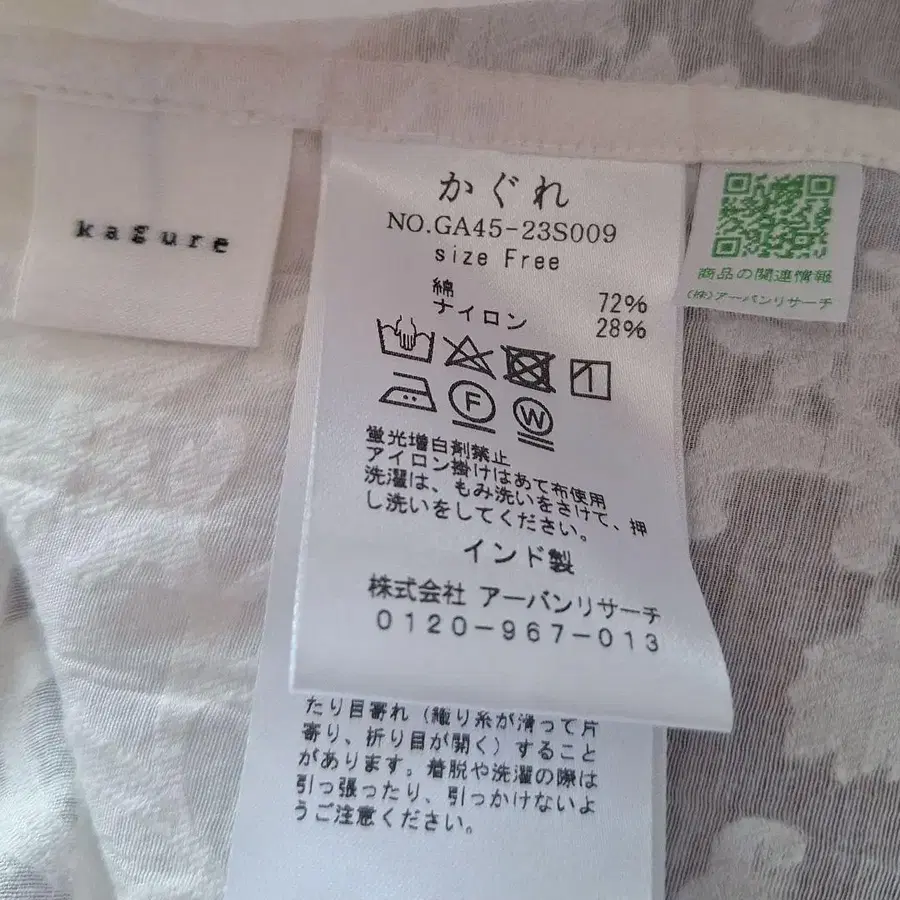 kagure
かぐれ
NO.GA45-23S009
size Free
綿 72%
ナイロン 28%
F W
蛍光増白剤禁止
アイロン掛けはあて布使用
洗濯は、もみ洗いをさけて、押
し洗いをしてください。
インド製
株式会社 アーバンリサーチ
0120-967-013
商品の関連情報
(株)アーバンリサーチ
たり目寄れ(織り糸が滑って片
寄り、折り目が開く)すること
があります。着脱や洗濯の際は
引っ張ったり、引っかけないよ
うご注意ください。